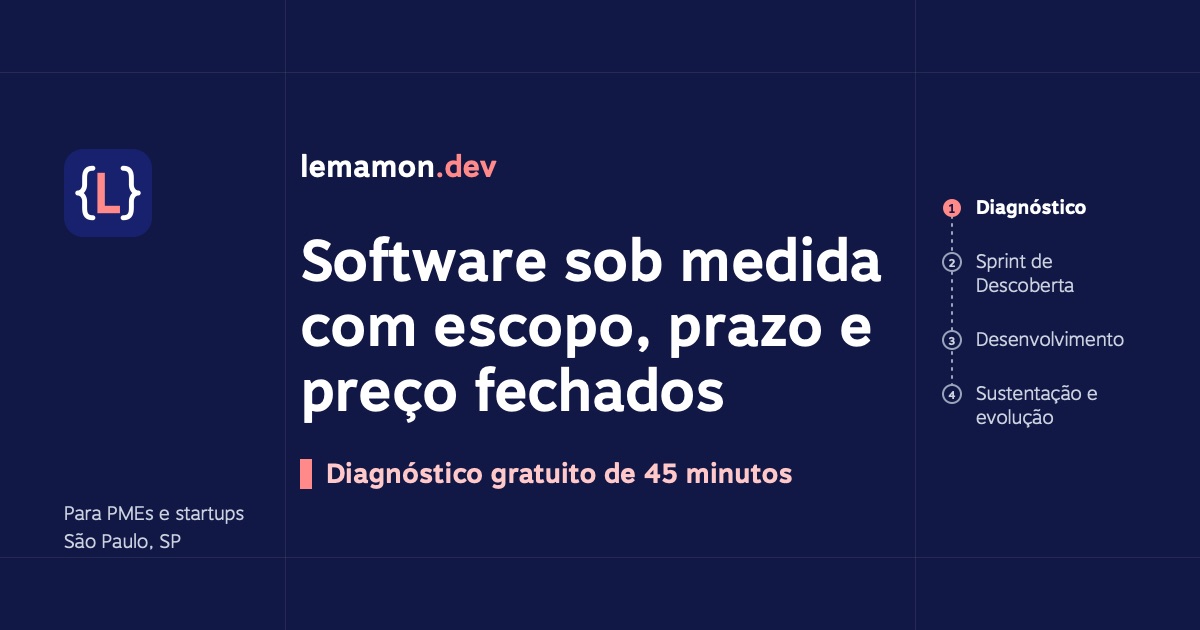 {L}
Para PMEs e startups
São Paulo, SP
lemamon.dev
Software sob medida
com escopo, prazo e
preço fechados
Diagnóstico gratuito de 45 minutos
1 Diagnóstico
2 Sprint de
Descoberta
3 Desenvolvimento
4 Sustentação e
evolução